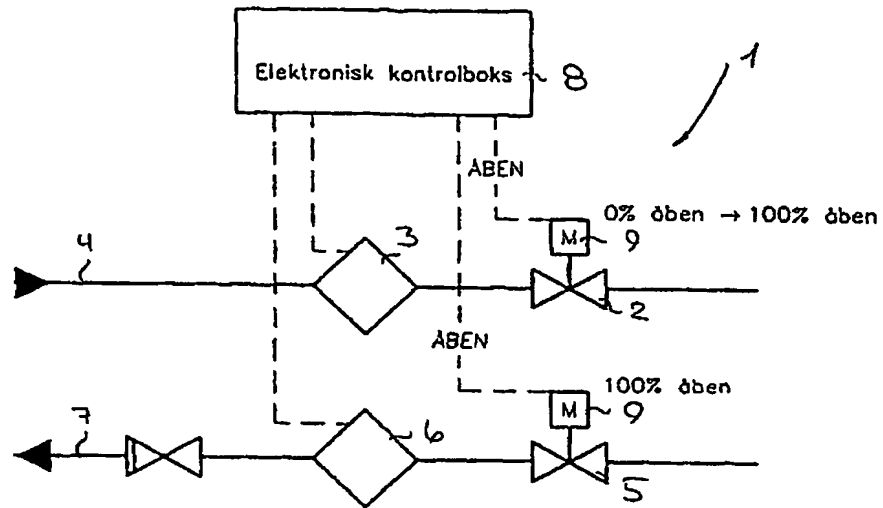 Elektronisk kontrolboks
8
1
ÅBEN
0% åben → 100% åben
M
9
4
3
2
ÅBEN
100% åben
M
9
7
6
5